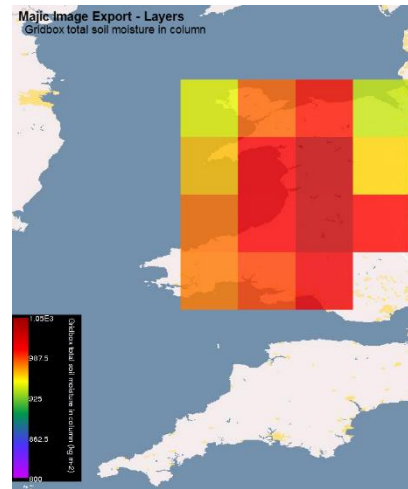 Majic Image Export - Layers
Gridbox total soil moisture in column
1.05E3
987.5
925
862.5
800
Gridbox total soil moisture in column (kg m-2)